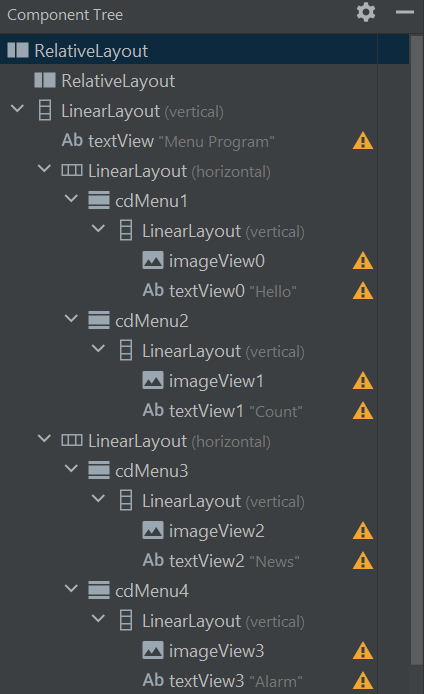 Component Tree
RelativeLayout
RelativeLayout
LinearLayout (vertical)
Ab textView "Menu Program"
LinearLayout (horizontal)
cdMenu1
LinearLayout (vertical)
imageView0
Ab textView0 "Hello"
cdMenu2
LinearLayout (vertical)
imageView1
Ab textView1 "Count"
LinearLayout (horizontal)
cdMenu3
LinearLayout (vertical)
imageView2
Ab textView2 "News"
cdMenu4
LinearLayout (vertical)
imageView3
Ab textView3 "Alarm"